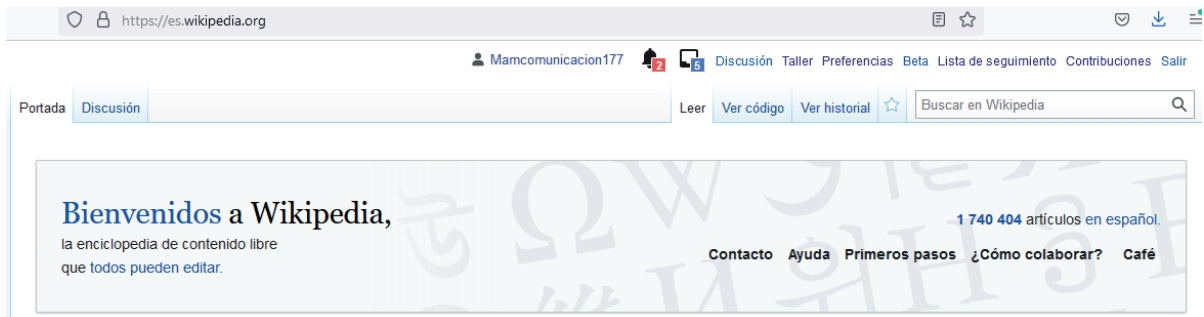 https://es.wikipedia.org
Mamcomunicacion177 2 5 Discusión Taller Preferencias Beta Lista de seguimiento Contribuciones Salir
Portada Discusión Leer Ver código Ver historial Buscar en Wikipedia
Bienvenidos a Wikipedia,
la enciclopedia de contenido libre
que todos pueden editar.
1 740 404 artículos en español.
Contacto Ayuda Primeros pasos ¿Cómo colaborar? Café